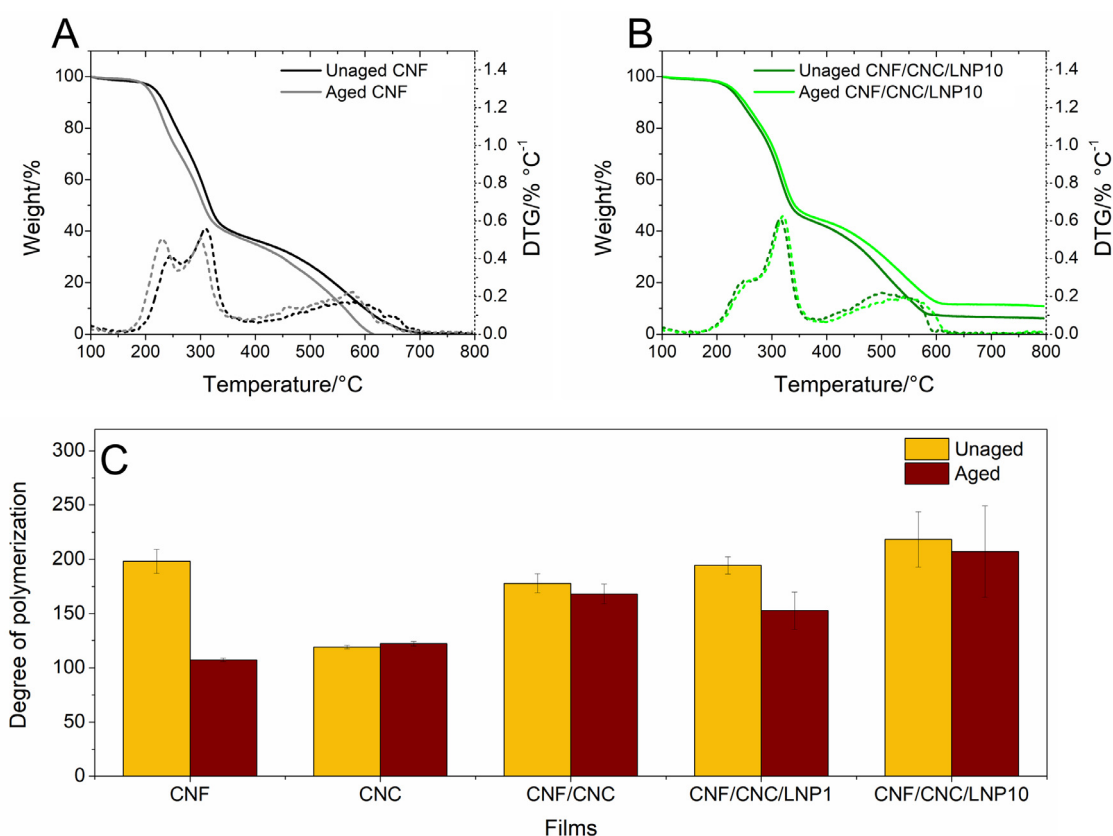 A
Unaged CNF
Aged CNF
Weight/%
100
80
60
40
20
0
1.4
1.2
1.0
0.8
0.6
0.4
0.2
0.0
DTG/% °C⁻¹
100 200 300 400 500 600 700 800
Temperature/°C
B
Unaged CNF/CNC/LNP10
Aged CNF/CNC/LNP10
Weight/%
100
80
60
40
20
0
1.4
1.2
1.0
0.8
0.6
0.4
0.2
0.0
DTG/% °C⁻¹
100 200 300 400 500 600 700 800
Temperature/°C
C
Unaged
Aged
Degree of polymerization
300
250
200
150
100
50
0
CNF CNC CNF/CNC CNF/CNC/LNP1 CNF/CNC/LNP10
Films